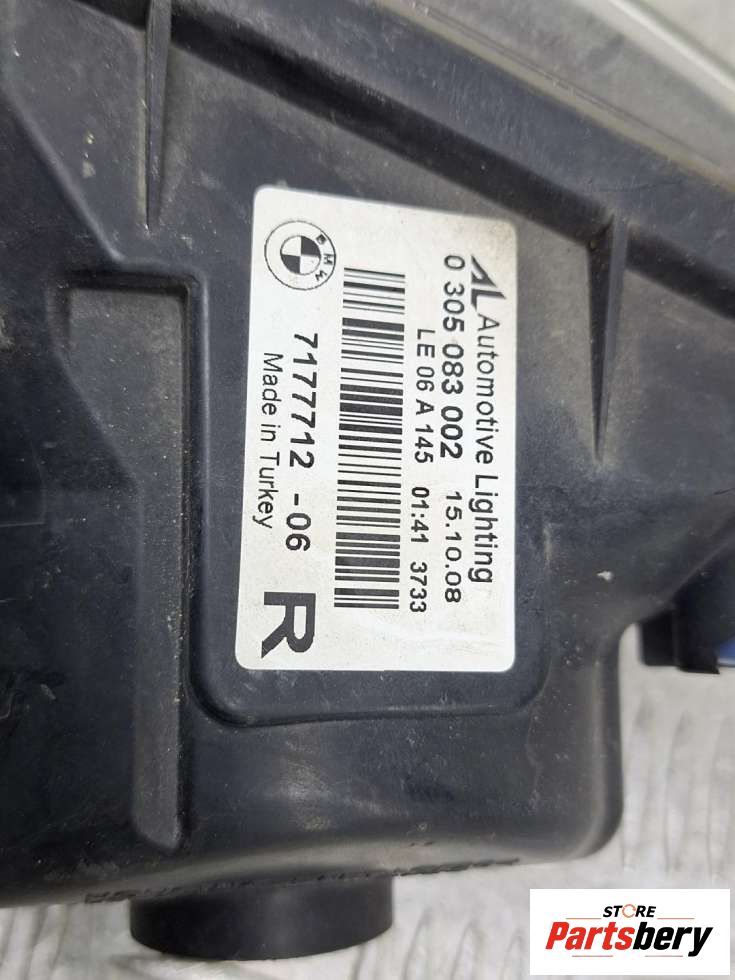 AL Automotive Lighting
0 305 083 002 15.10.08
LE 06 A 145 01:41 3733
BMW
7177712 -06 R
Made in Turkey
STORE
Partsbery